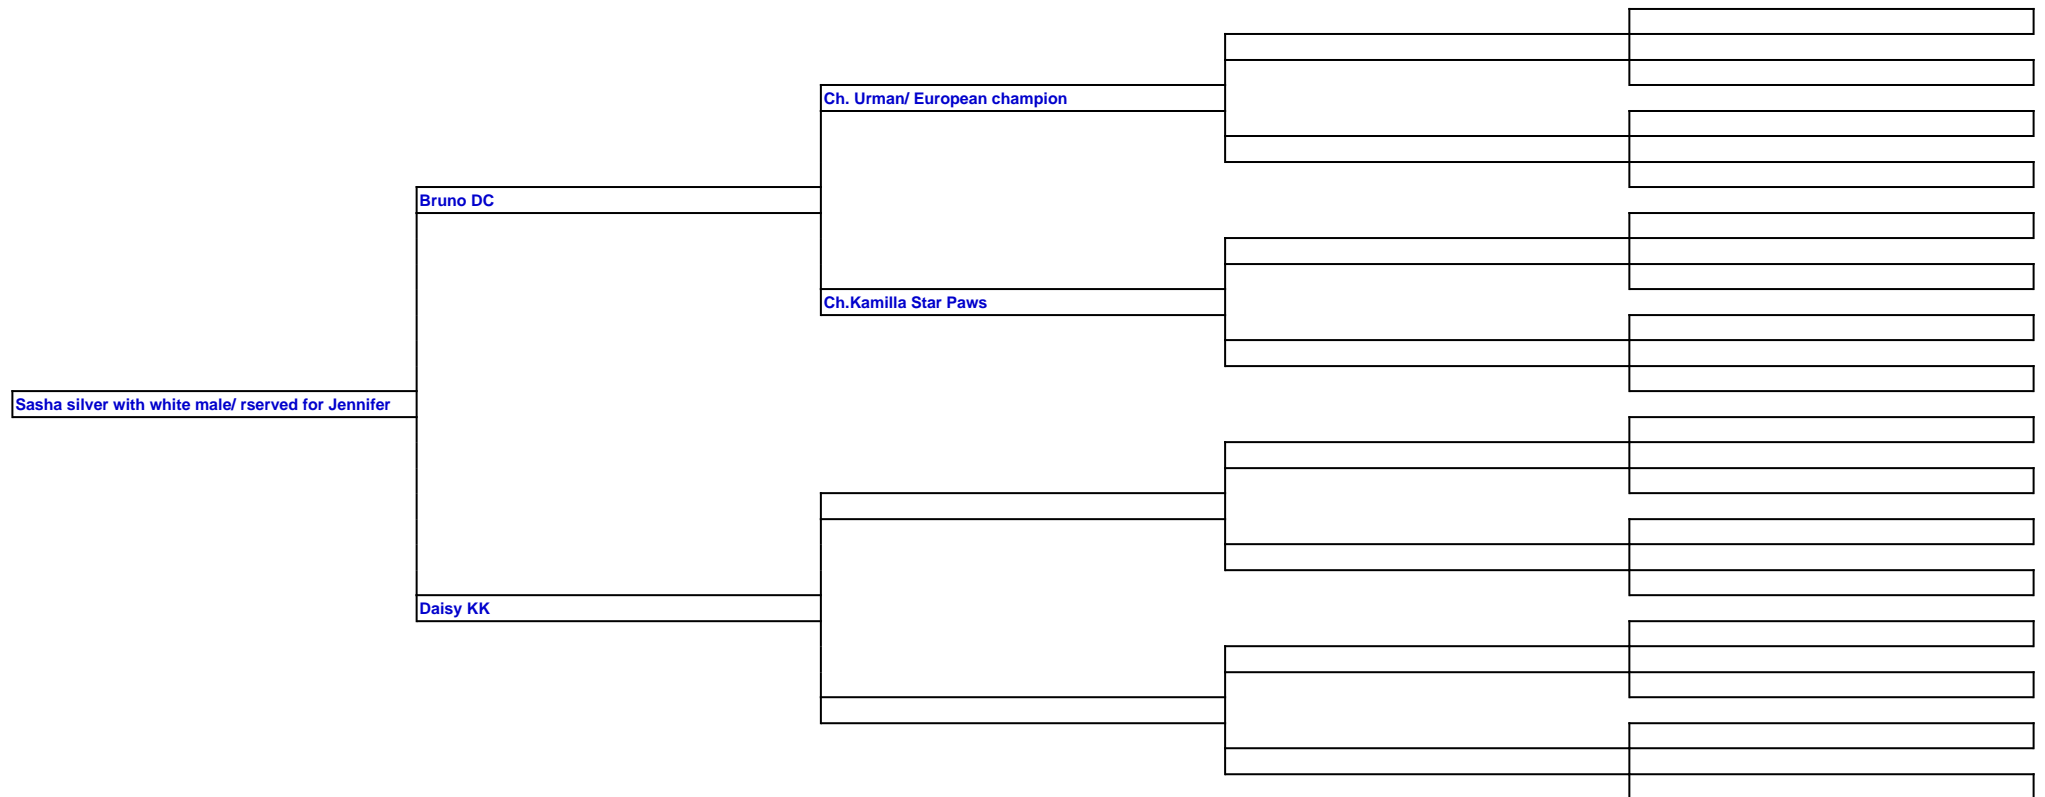 Ch. Urman/ European champion
Bruno DC
Ch.Kamilla Star Paws
Sasha silver with white male/ rserved for Jennifer
Daisy KK